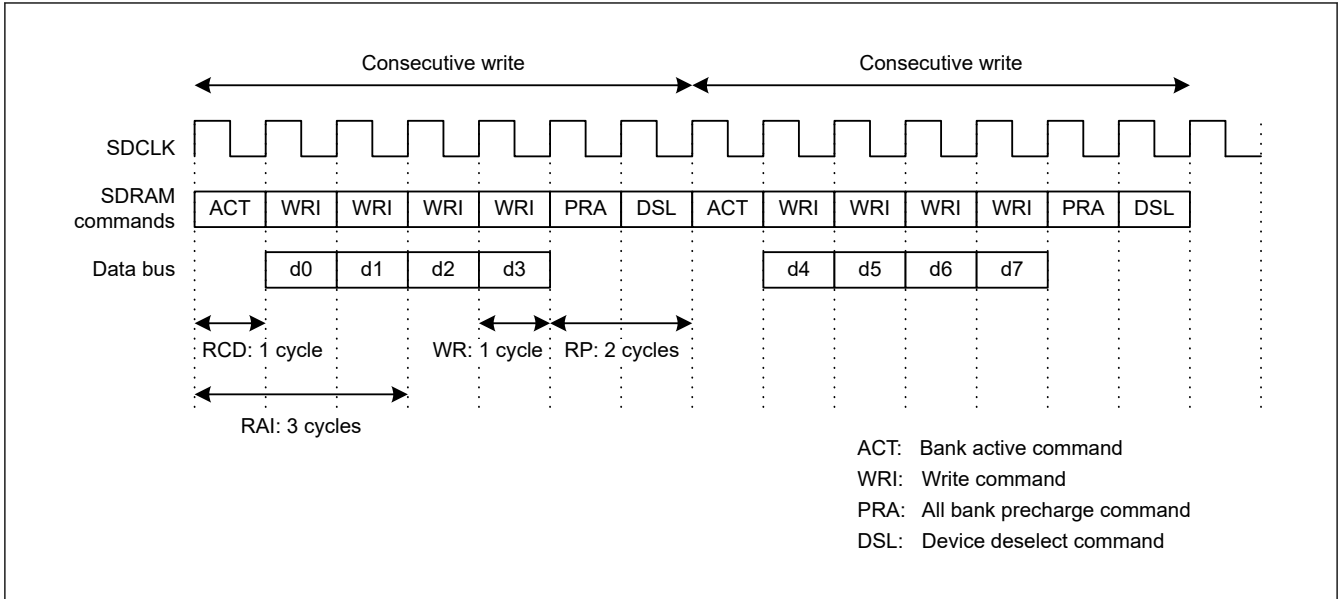 Consecutive write Consecutive write
SDCLK
SDRAM
commands
ACT WRI WRI WRI WRI PRA DSL ACT WRI WRI WRI WRI PRA DSL
Data bus d0 d1 d2 d3 d4 d5 d6 d7
RCD: 1 cycle WR: 1 cycle RP: 2 cycles
RAI: 3 cycles
ACT: Bank active command
WRI: Write command
PRA: All bank precharge command
DSL: Device deselect command